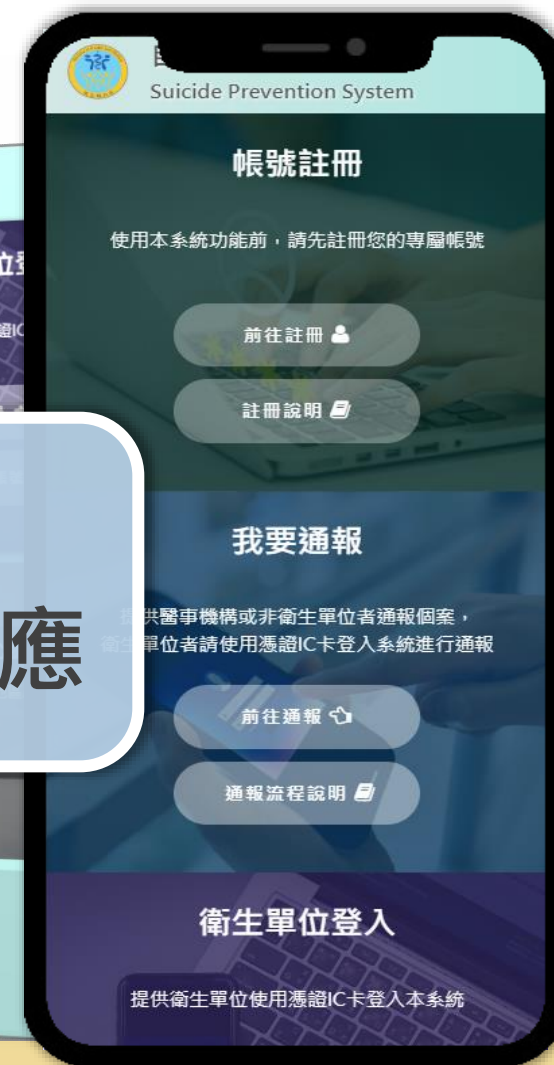 Suicide Prevention System
帳號註冊
使用本系統功能前，請先註冊您的專屬帳號
前往註冊
註冊說明
我要通報
供醫事機構或非衛生單位者通報個案，
單位者請使用憑證IC卡登入系統進行通報
前往通報
通報流程說明
應
衛生單位登入
提供衛生單位使用憑證IC卡登入本系統